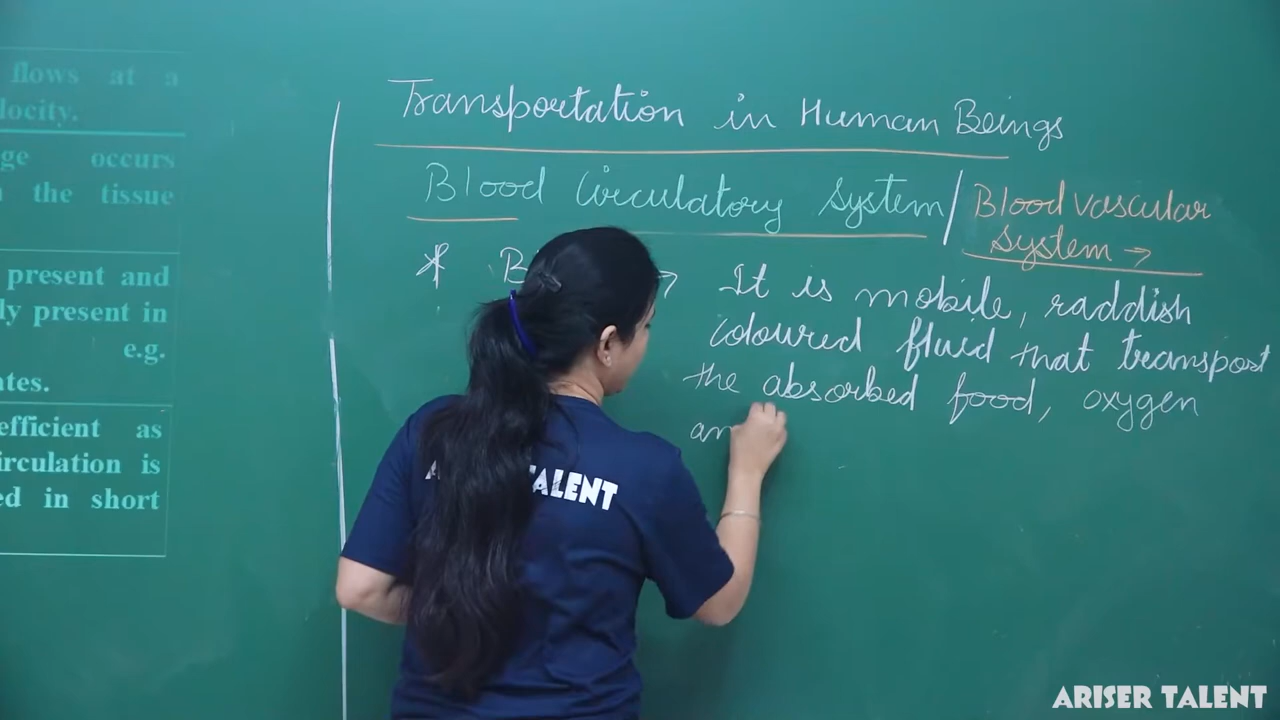 flows at a
locity.
ge occurs
the tissue
present and
ly present in
e.g.
ates.
efficient as
irculation is
ed in short
Transportation in Human Beings
Blood Circulatory System / Blood vascular
System →
* → It is mobile, raddish
coloured fluid that transport
the absorbed food, oxygen
an
TALENT
ARISER TALENT